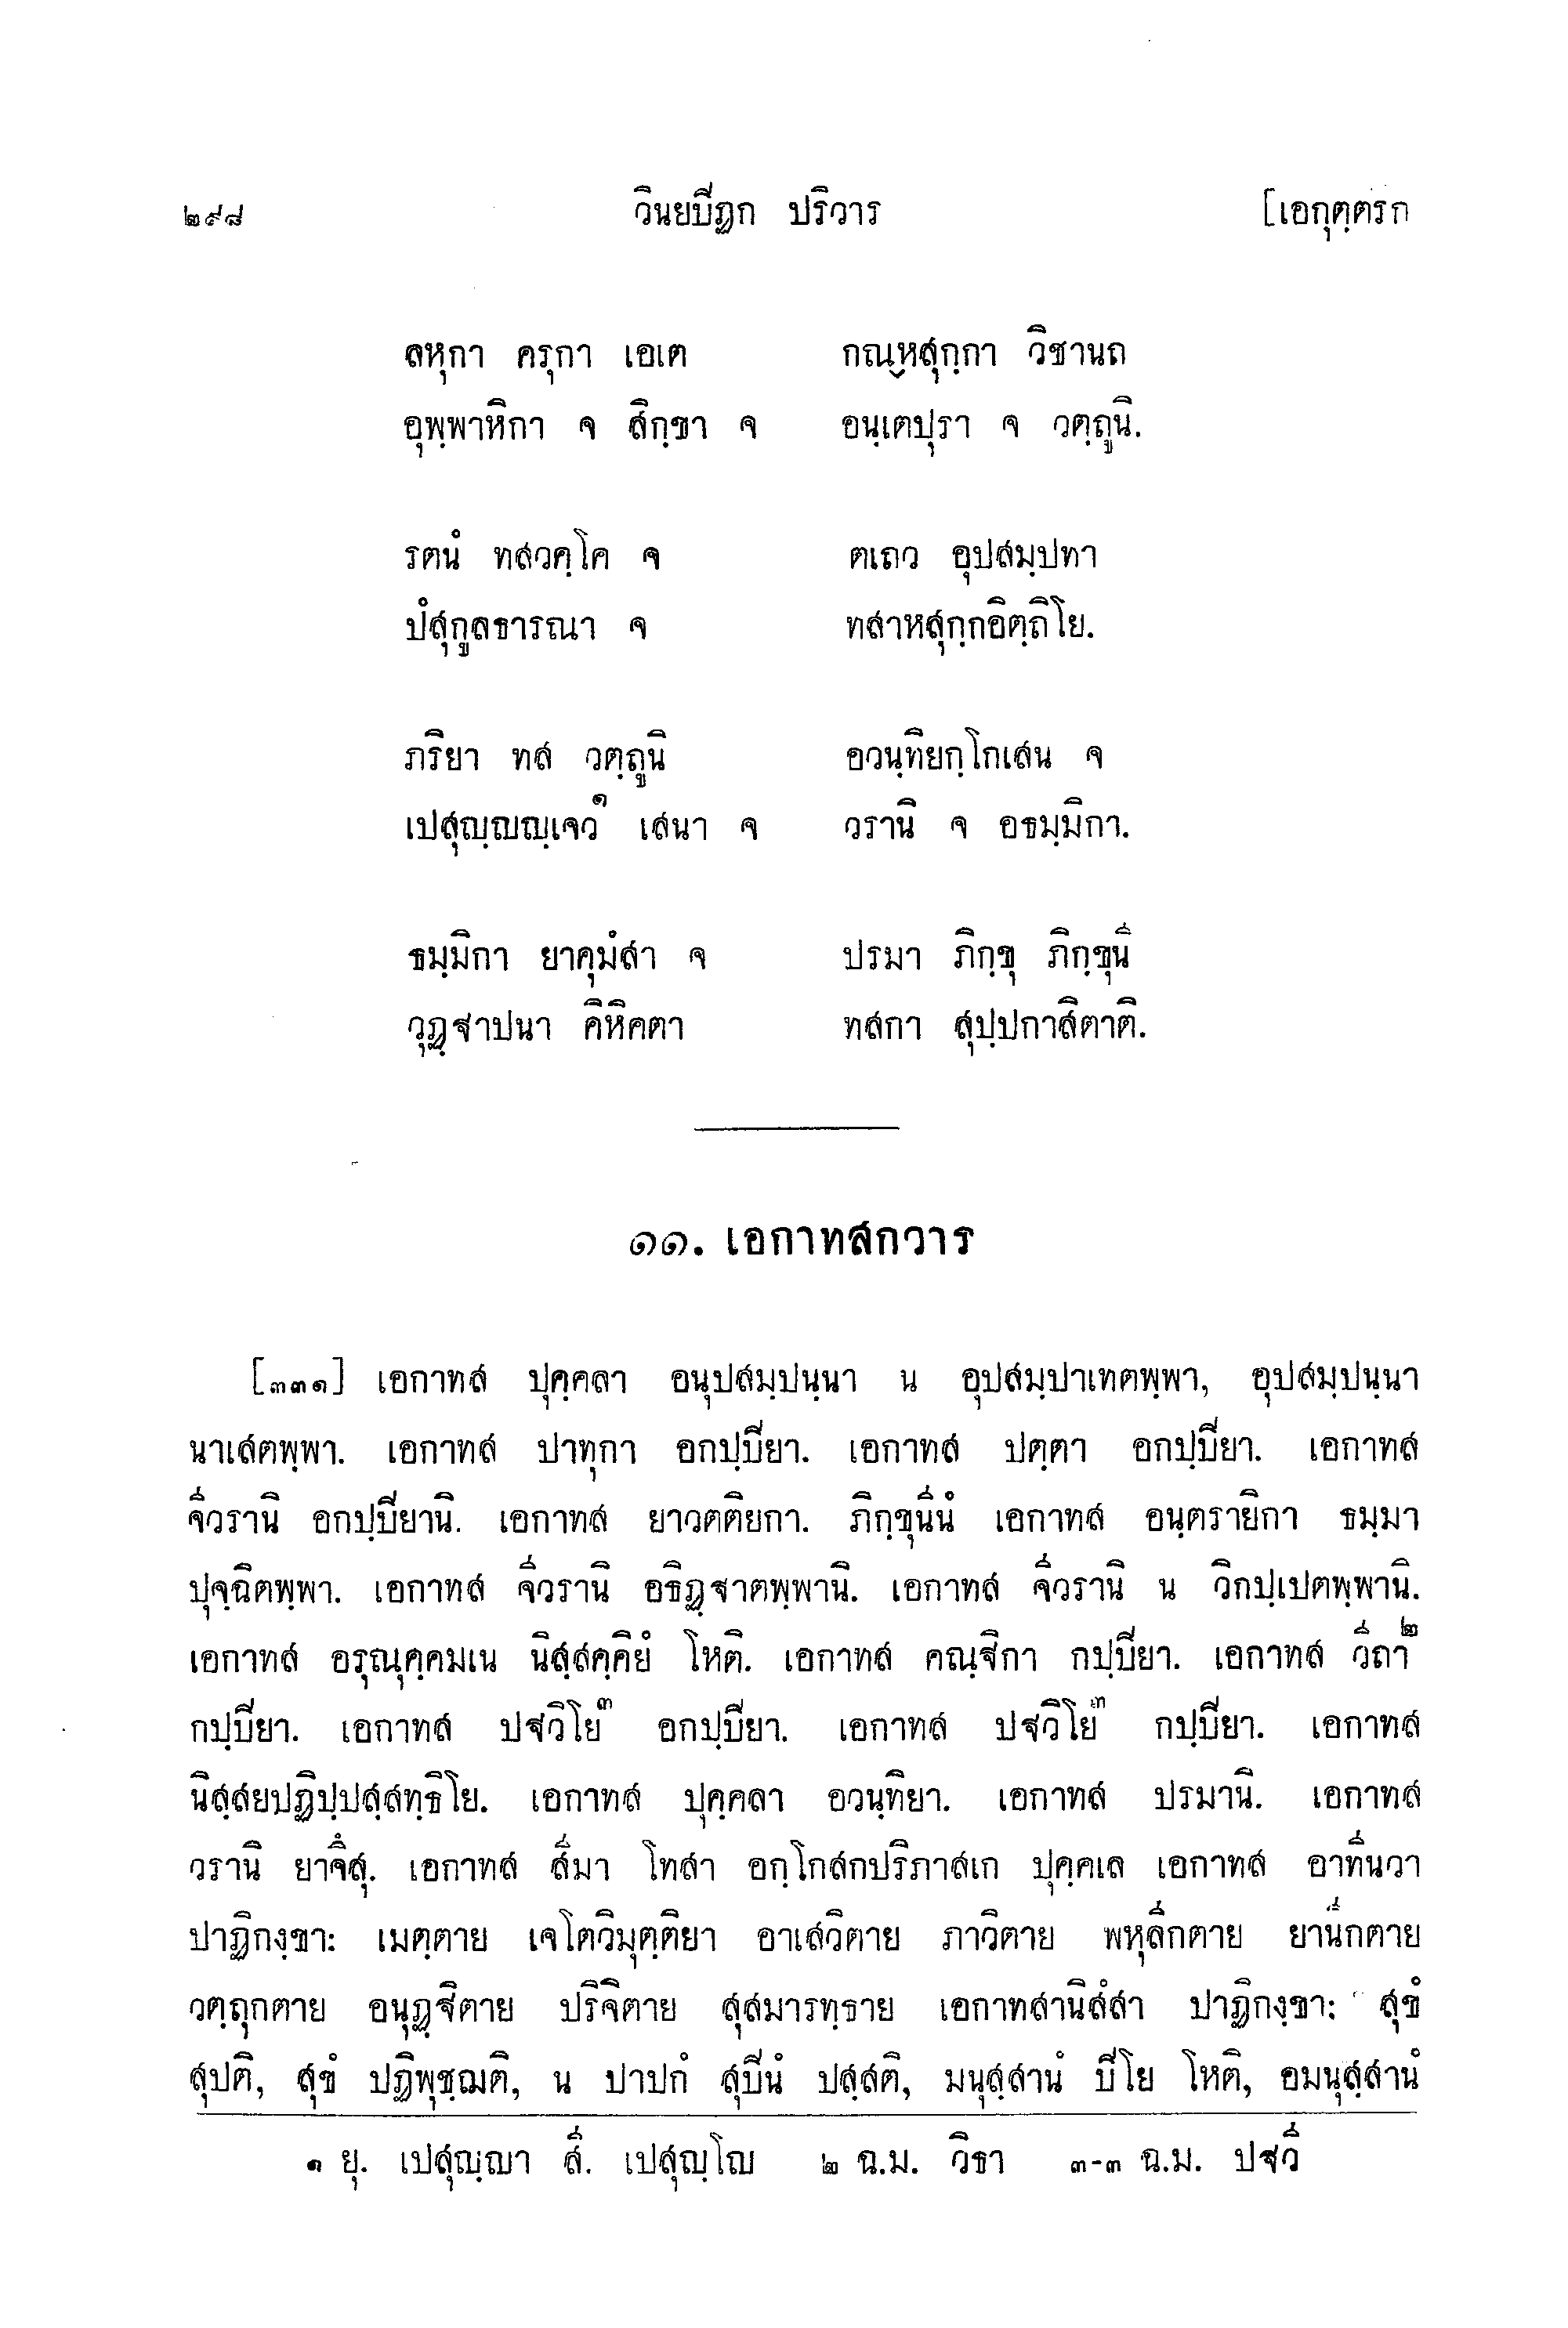 ๒๙๘ วินยปิฏก ปริวาร [เอกุตฺตริก
ลหุกา ครุกา เอเต กณฺหสุกฺกา วิชานถ
อุพฺพาหิกา จ สิกฺขา จ อนฺเตปุรา จ วตฺถูนิ.
รตนํ ทสวคฺโค จ ตเถว อุปสมฺปทา
ปํสุกูลธารณา จ ทสาหสุกฺกอิตฺถิโย.
ภริยา ทส วตฺถูนิ อวนฺทิยกฺโกเสน จ
เปสุญฺญญฺเจว๑ เสนา จ วรานิ จ อธมฺมิกา.
ธมฺมิกา ยาคุมํสา จ ปรมา ภิกฺขุ ภิกฺขุนี
วุฏฺฐาปนา คิหิคตา ทสกา สุปฺปกาสิตาติ.
๑๑. เอกาทสกวาร
[๓๓๑] เอกาทส ปุคฺคลา อนุปสมฺปนฺนา น อุปสมฺปาเทตพฺพา, อุปสมฺปนฺนา
นาเสตพฺพา. เอกาทส ปาทุกา อกปฺปิยา. เอกาทส ปตฺตา อกปฺปิยา. เอกาทส
จีวรานิ อกปฺปิยานิ. เอกาทส ยาวตติยกา. ภิกฺขุนีนํ เอกาทส อนฺตรายิกา ธมฺมา
ปุจฺฉิตพฺพา. เอกาทส จีวรานิ อธิฏฺฐาตพฺพานิ. เอกาทส จีวรานิ น วิกปฺเปตพฺพานิ.
เอกาทส อรุณุคฺคมเน นิสฺสคฺคิยํ โหติ. เอกาทส คณฺฐิกา กปฺปิยา. เอกาทส วีถา๒
กปฺปิยา. เอกาทส ปฐวิโย๓ อกปฺปิยา. เอกาทส ปฐวิโย๓ กปฺปิยา. เอกาทส
นิสฺสยปฏิปฺปสฺสทฺธิโย. เอกาทส ปุคฺคลา อวนฺทิยา. เอกาทส ปรมานิ. เอกาทส
วรานิ ยาจึสุ. เอกาทส สีมา โทสา อกฺโกสกปริภาสเก ปุคฺคเล เอกาทส อาทีนวา
ปาฏิกงฺขา: เมตฺตาย เจโตวิมุตฺติยา อาเสวิตาย ภาวิตาย พหุลีกตาย ยานีกตาย
วตฺถุกตาย อนุฏฺฐิตาย ปริจิตาย สุสมารทฺธาย เอกาทสานิสํสา ปาฏิกงฺขา: สุขํ
สุปติ, สุขํ ปฏิพุชฺฌติ, น ปาปกํ สุปินํ ปสฺสติ, มนุสฺสานํ ปิโย โหติ, อมนุสฺสานํ
๑ ยุ. เปสุญฺญา สี. เปสุญฺโญ ๒ ฉ.ม. วิธา ๓-๓ ฉ.ม. ปฐวี